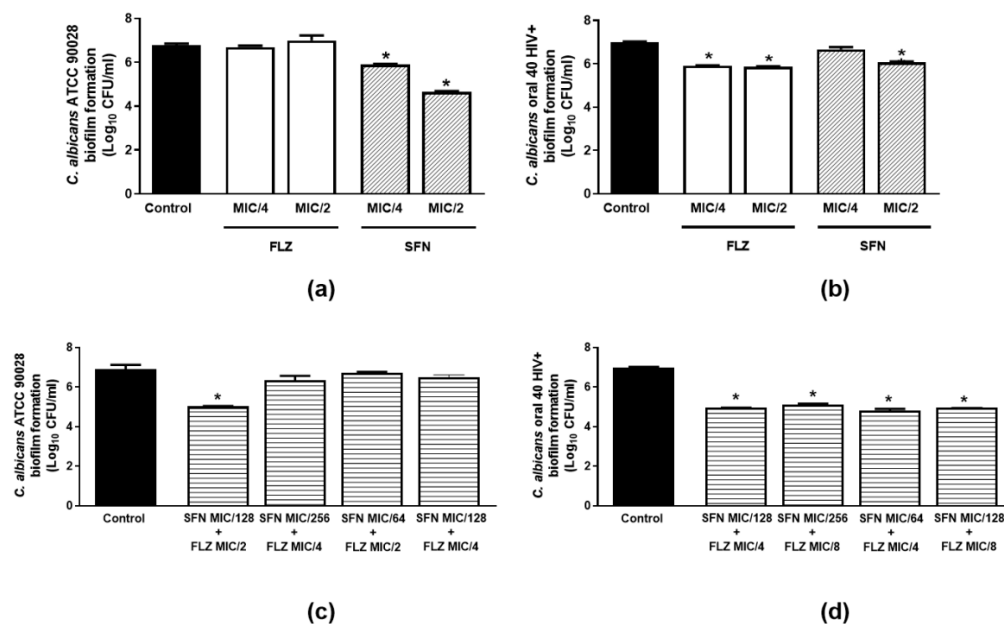 C. albicans ATCC 90028
biofilm formation
(Log₁₀ CFU/ml)
8
6
4
2
0
*
*
Control
MIC/4
MIC/2
MIC/4
MIC/2
FLZ
SFN
(a)
C. albicans oral 40 HIV+
biofilm formation
(Log₁₀ CFU/ml)
8
6
4
2
0
*
*
*
Control
MIC/4
MIC/2
MIC/4
MIC/2
FLZ
SFN
(b)
C. albicans ATCC 90028
biofilm formation
(Log₁₀ CFU/ml)
8
6
4
2
0
*
Control
SFN MIC/128
+
FLZ MIC/2
SFN MIC/256
+
FLZ MIC/4
SFN MIC/64
+
FLZ MIC/2
SFN MIC/128
+
FLZ MIC/4
(c)
C. albicans oral 40 HIV+
biofilm formation
(Log₁₀ CFU/ml)
8
6
4
2
0
*
*
*
*
Control
SFN MIC/128
+
FLZ MIC/4
SFN MIC/256
+
FLZ MIC/8
SFN MIC/64
+
FLZ MIC/4
SFN MIC/128
+
FLZ MIC/8
(d)